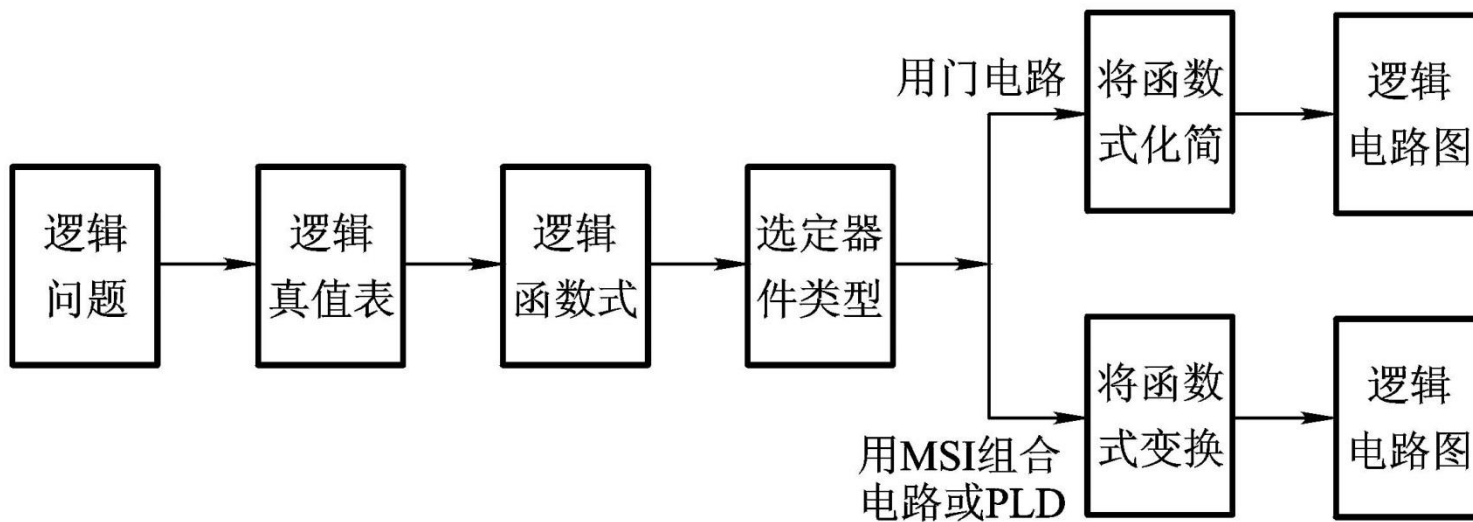 逻辑
问题
逻辑
真值表
逻辑
函数式
选定器
件类型
用门电路
将函数
式化简
逻辑
电路图
用MSI组合
电路或PLD
将函数
式变换
逻辑
电路图